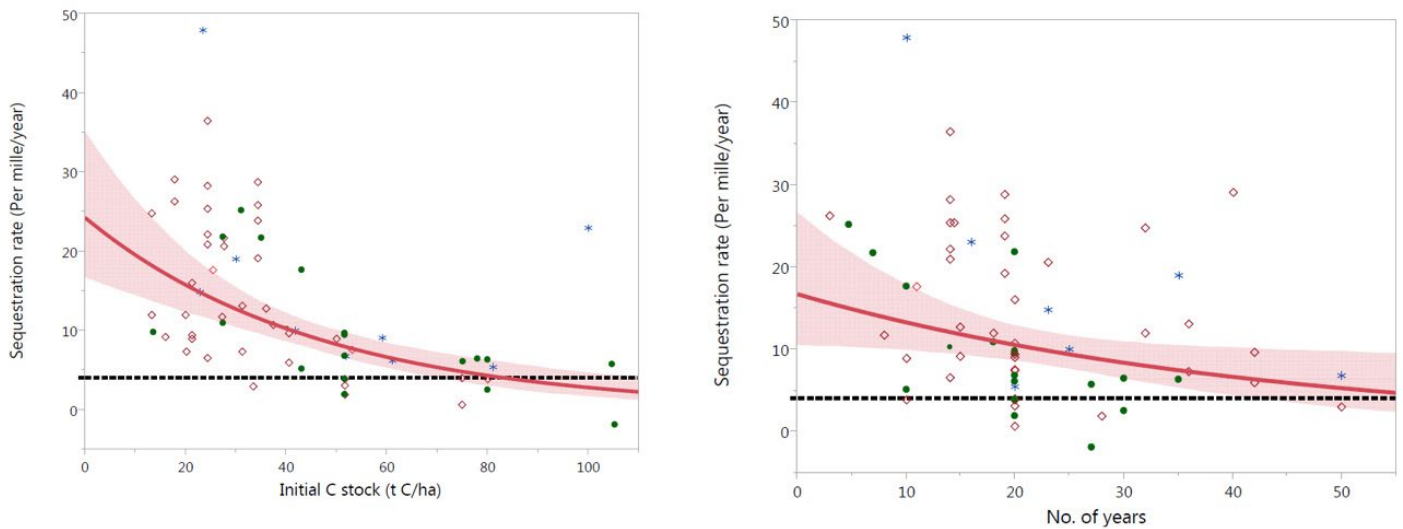 Sequestration rate (Per mille/year)
50
40
30
20
10
0
0 20 40 60 80 100
Initial C stock (t C/ha)
Sequestration rate (Per mille/year)
50
40
30
20
10
0
0 10 20 30 40 50
No. of years